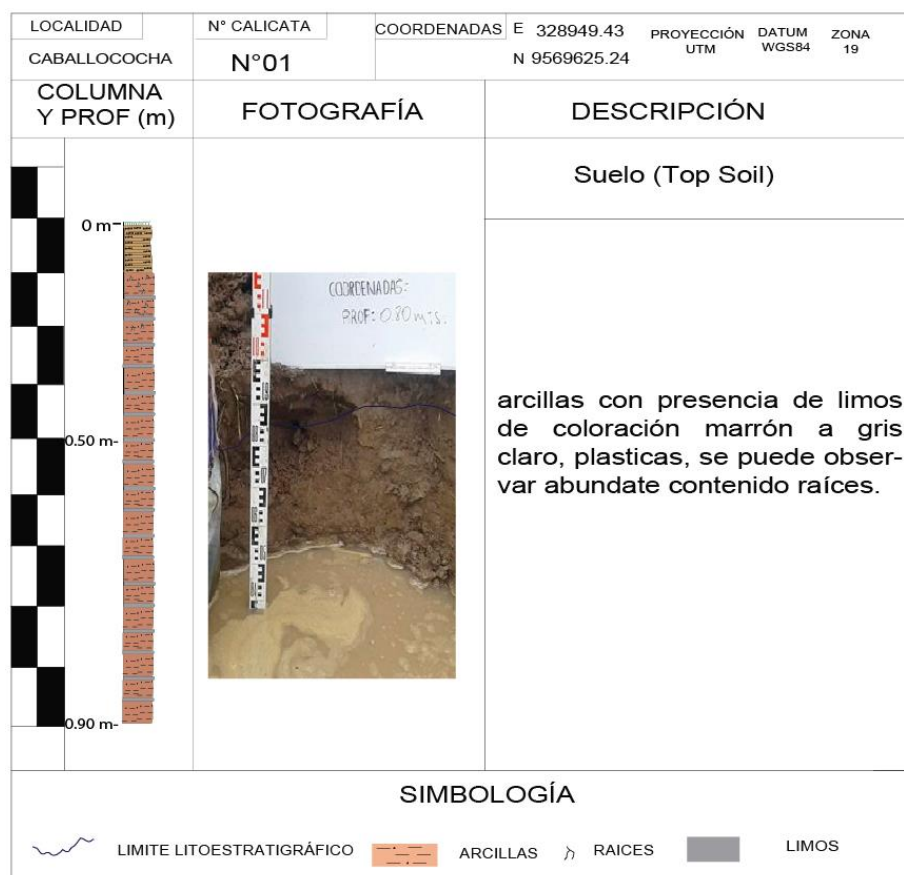 LOCALIDAD
CABALLOCOCHA
N° CALICATA
N°01
COORDENADAS
E 328949.43
N 9569625.24
PROYECCIÓN
UTM
DATUM
WGS84
ZONA
19
COLUMNA
Y PROF (m)
FOTOGRAFÍA
DESCRIPCIÓN
Suelo (Top Soil)
0 m
0.50 m
0.90 m
COORDENADAS:
PROF: 0.80 mts.
arcillas con presencia de limos
de coloración marrón a gris
claro, plasticas, se puede obser-
var abundate contenido raíces.
SIMBOLOGÍA
LIMITE LITOESTRATIGRÁFICO
ARCILLAS
RAICES
LIMOS